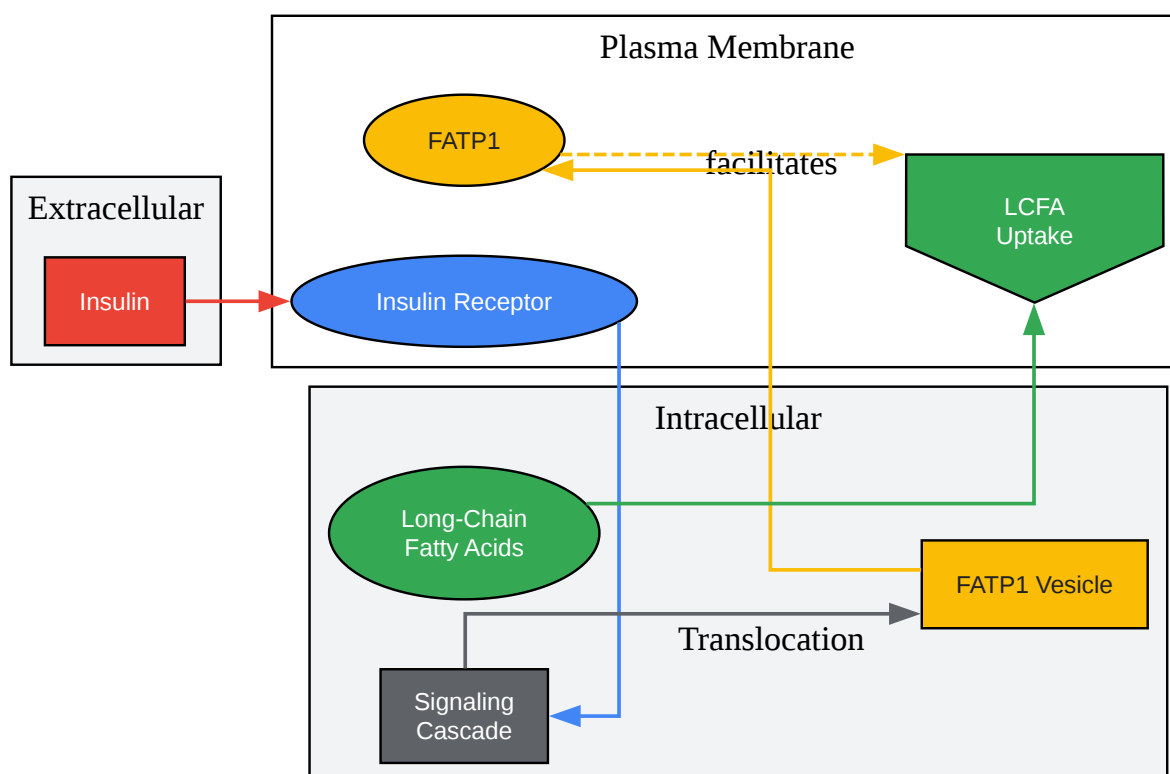 Plasma Membrane
FATP1
facilitates
Extracellular
LCFA
Uptake
Insulin
Insulin Receptor
Intracellular
Long-Chain
Fatty Acids
FATP1 Vesicle
Translocation
Signaling
Cascade